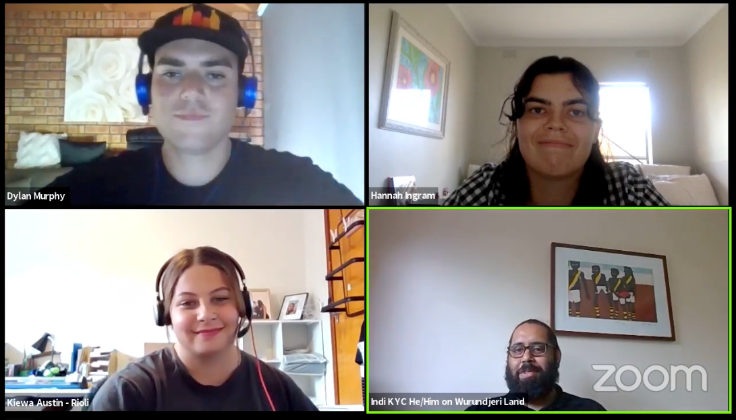 Dylan Murphy
Hannah Ingram
Kiewa Austin - Rioli
Indi KYC He/Him on Wurundjeri Land
zoom